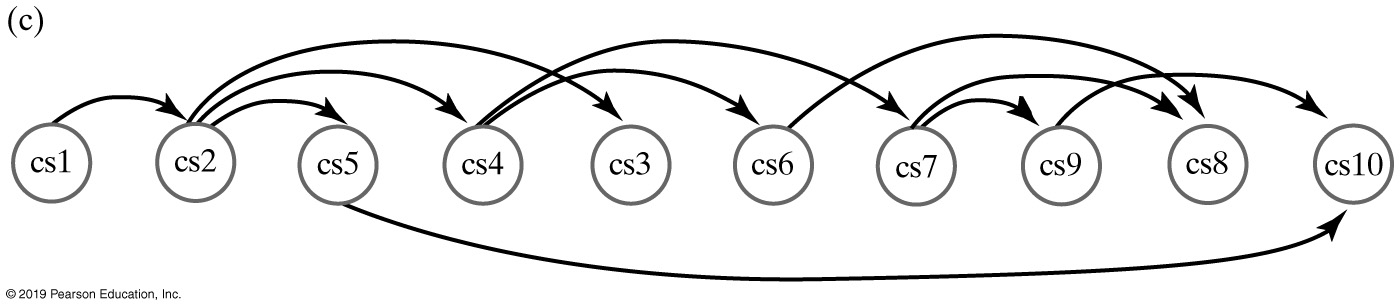 (c)
cs1 cs2 cs5 cs4 cs3 cs6 cs7 cs9 cs8 cs10
© 2019 Pearson Education, Inc.